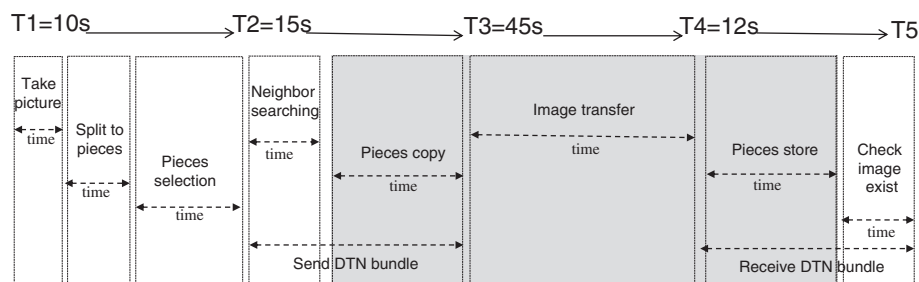 T1=10s T2=15s T3=45s T4=12s T5
Take
picture
time
Split to
pieces
time
Pieces
selection
time
Neighbor
searching
time
Pieces copy
time
Send DTN bundle
Image transfer
time
Pieces store
time
Check
image
exist
time
Receive DTN bundle